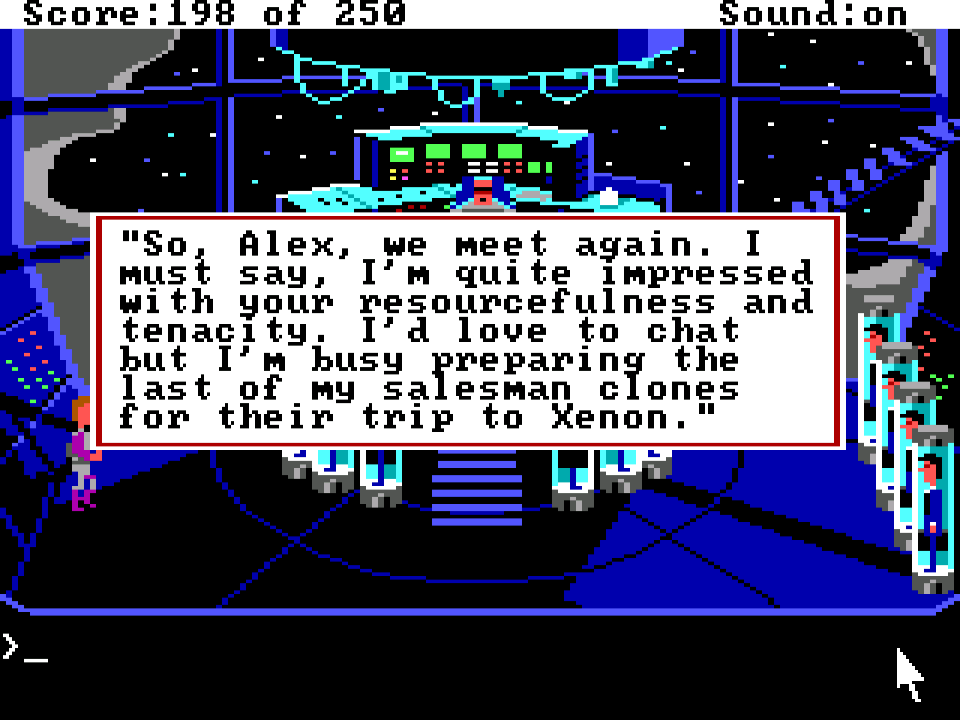 Score:198 of 250 Sound:on
"So, Alex, we meet again. I
must say, I'm quite impressed
with your resourcefulness and
tenacity. I'd love to chat
but I'm busy preparing the
last of my salesman clones
for their trip to Xenon."
>_